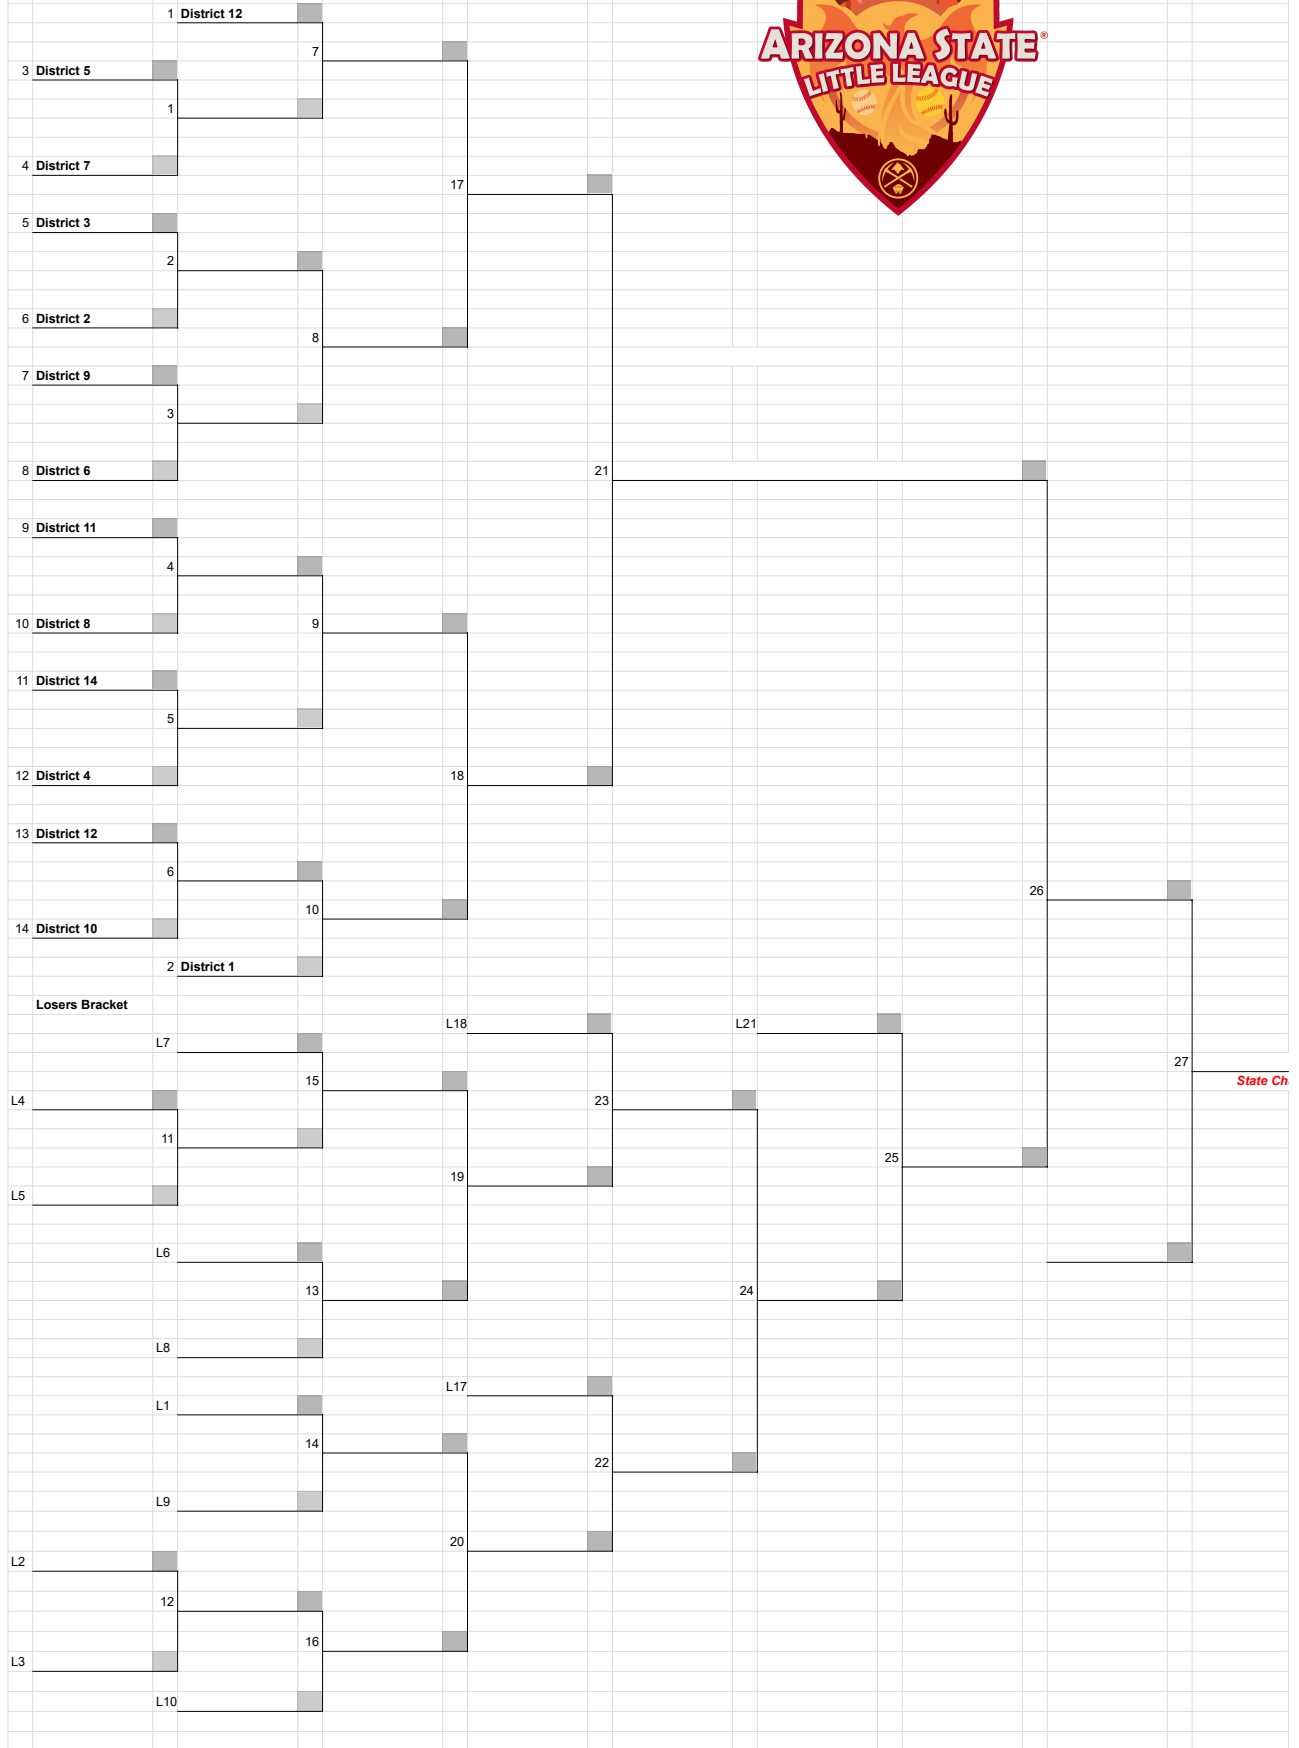 1 District 12
ARIZONA STATE®
LITTLE LEAGUE
7
3 District 5
1
4 District 7
17
5 District 3
2
6 District 2
8
7 District 9
3
8 District 6
21
9 District 11
4
10 District 8
9
11 District 14
5
12 District 4
18
13 District 12
6
26
10
14 District 10
2 District 1
Losers Bracket
L18
L21
L7
27
15
State Ch
L4
23
11
25
19
L5
L6
13
24
L8
L17
L1
14
22
L9
20
L2
12
16
L3
L10